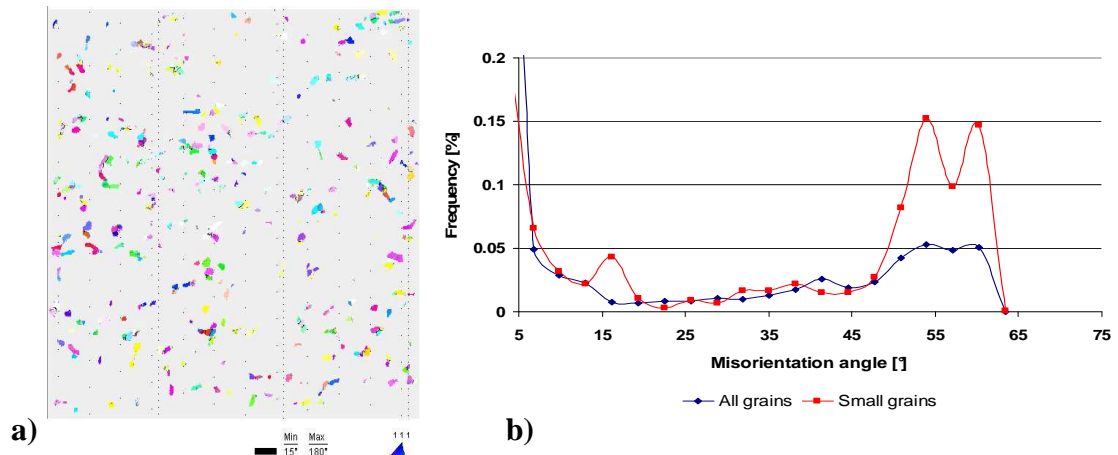 a)
Min Max
15° 180°
1 1 1
0.2
0.15
0.1
0.05
0
Frequency [%]
5 15 25 35 45 55 65 75
Misorientation angle [°]
All grains Small grains
b)